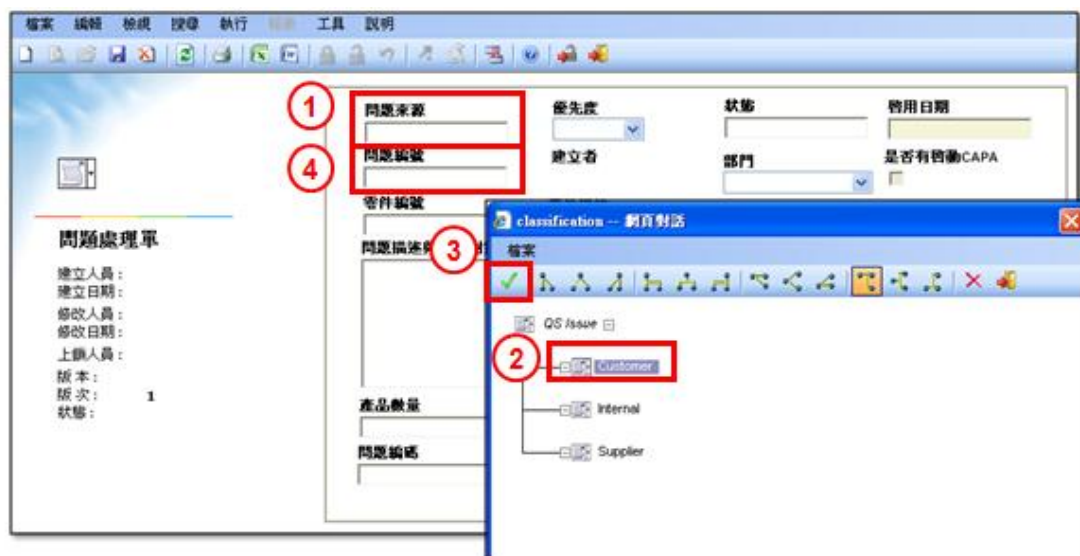 檔案 編輯 檢視 搜尋 執行 工具 說明
① 問題來源 優先度 狀態 啓用日期
④ 問題編號 建立者 部門 是否有啓動CAPA
零件編號
問題處理單
建立人員：
建立日期：
修改人員：
修改日期：
上鎖人員：
版本：
版次： 1
狀態：
問題描述
產品數量
問題編碼
classification -- 網頁對話
檔案
③
QS Issue
② Customer
Internal
Supplier